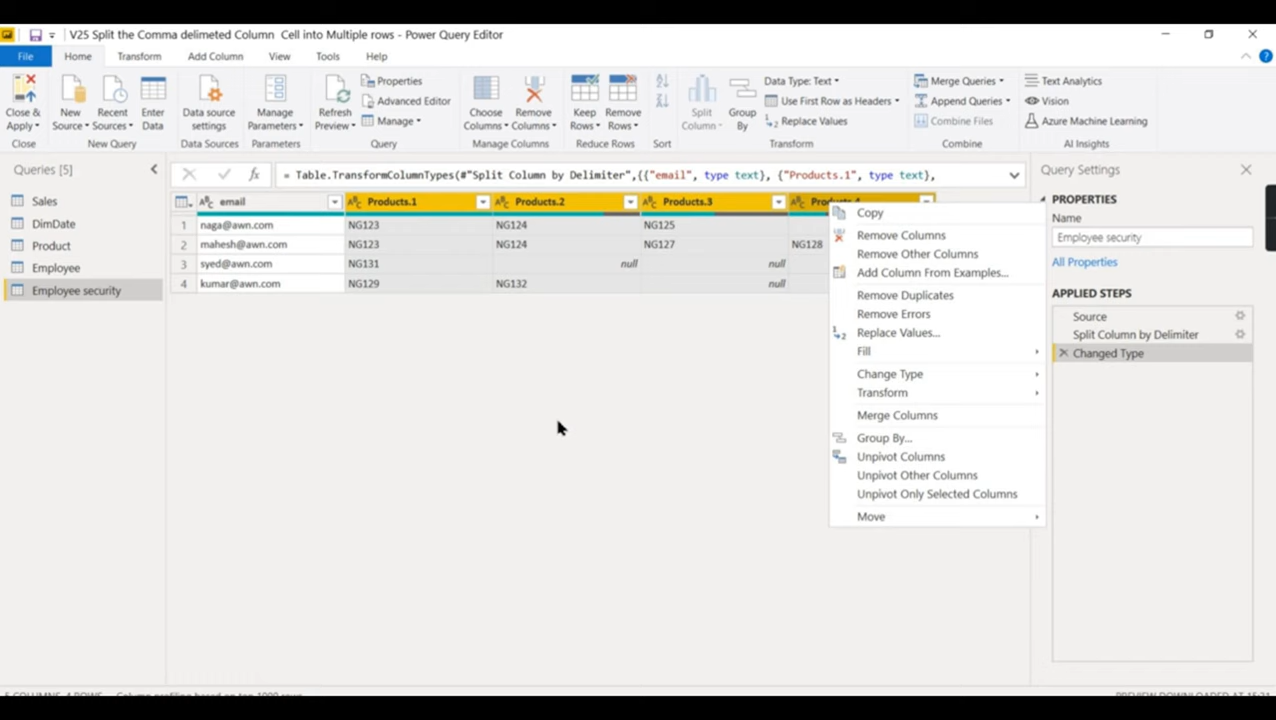 V25 Split the Comma delimeted Column  Cell into Multiple rows - Power Query Editor
File Home Transform Add Column View Tools Help
Close & Apply
New Source
Recent Sources
Enter Data
Data source settings
Manage Parameters
Refresh Preview
Properties
Advanced Editor
Manage
Choose Columns
Remove Columns
Keep Rows
Remove Rows
Split Column
Group By
Data Type: Text
Use First Row as Headers
Replace Values
Merge Queries
Append Queries
Combine Files
Text Analytics
Vision
Azure Machine Learning
Close New Query Data Sources Parameters Query Manage Columns Reduce Rows Sort Transform Combine AI Insights
Queries [5]
Sales
DimDate
Product
Employee
Employee security
= Table.TransformColumnTypes(#"Split Column by Delimiter",{{"email", type text}, {"Products.1", type text},
email Products.1 Products.2 Products.3
1 naga@awn.com NG123 NG124 NG125
2 mahesh@awn.com NG123 NG124 NG127 NG128
3 syed@awn.com NG131 null null
4 kumar@awn.com NG129 NG132 null
Copy
Remove Columns
Remove Other Columns
Add Column From Examples...
Remove Duplicates
Remove Errors
Replace Values...
Fill
Change Type
Transform
Merge Columns
Group By...
Unpivot Columns
Unpivot Other Columns
Unpivot Only Selected Columns
Move
Query Settings
PROPERTIES
Name
Employee security
All Properties
APPLIED STEPS
Source
Split Column by Delimiter
Changed Type